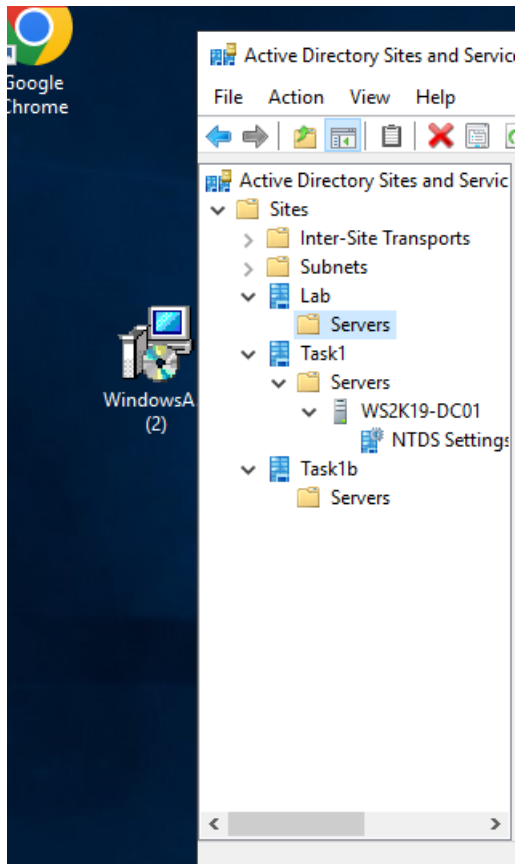 Google
Chrome
WindowsA
(2)
Active Directory Sites and Servic
File Action View Help
Active Directory Sites and Servic
Sites
Inter-Site Transports
Subnets
Lab
Servers
Task1
Servers
WS2K19-DC01
NTDS Settings
Task1b
Servers